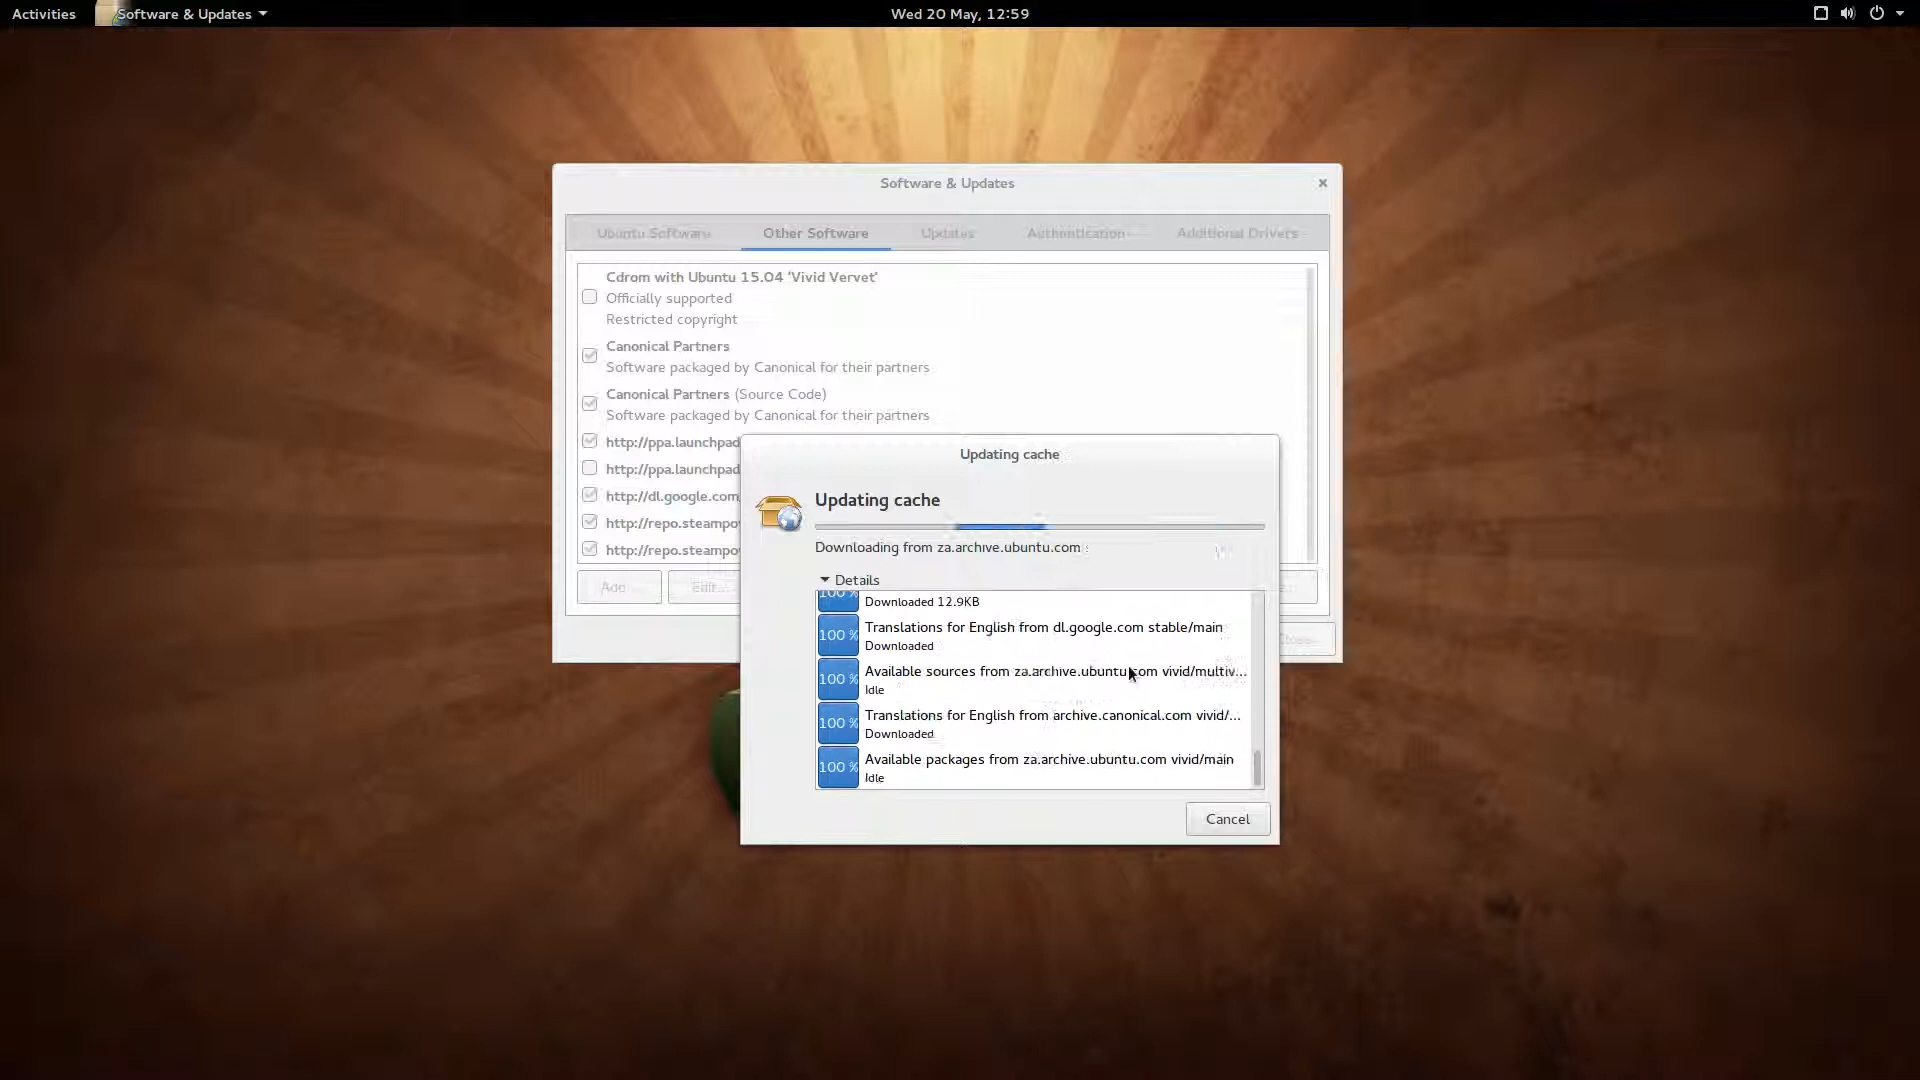 Activities
Software & Updates
Wed 20 May, 12:59
Software & Updates
Ubuntu Software
Other Software
Updates
Authentication
Additional Drivers
Cdrom with Ubuntu 15.04 'Vivid Vervet'
Officially supported
Restricted copyright
Canonical Partners
Software packaged by Canonical for their partners
Canonical Partners (Source Code)
Software packaged by Canonical for their partners
http://ppa.launchpad
http://ppa.launchpad
http://dl.google.com
http://repo.steampo
http://repo.steampo
Add...
Edit...
Close
Updating cache
Updating cache
Downloading from za.archive.ubuntu.com
Details
100 %
Downloaded 12.9KB
100 %
Translations for English from dl.google.com stable/main
Downloaded
100 %
Available sources from za.archive.ubuntu.com vivid/multiv...
Idle
100 %
Translations for English from archive.canonical.com vivid/...
Downloaded
100 %
Available packages from za.archive.ubuntu.com vivid/main
Idle
Cancel